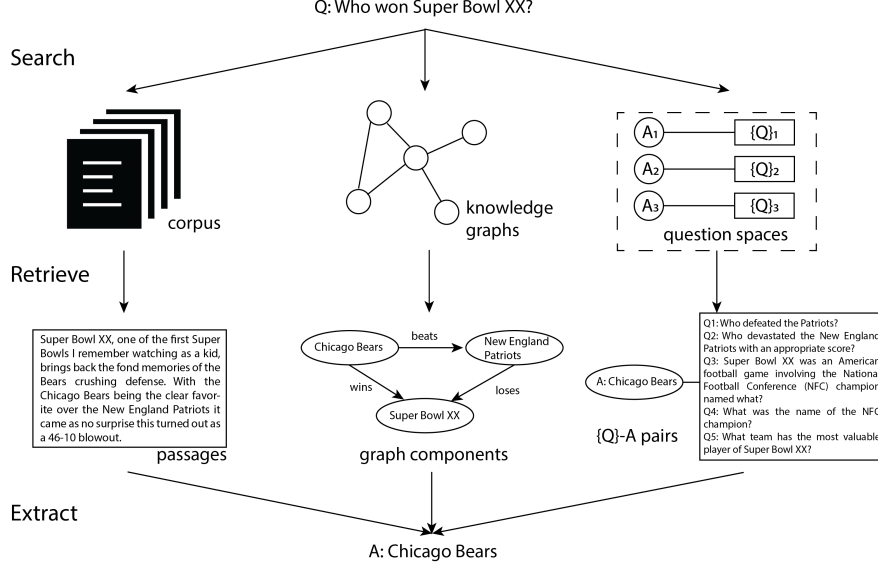 Q: Who won Super Bowl XX?
Search
corpus
knowledge
graphs
A1
{Q}1
A2
{Q}2
A3
{Q}3
question spaces
Retrieve
Super Bowl XX, one of the first Super
Bowls I remember watching as a kid,
brings back the fond memories of the
Bears crushing defense. With the
Chicago Bears being the clear favor-
ite over the New England Patriots it
came as no surprise this turned out as
a 46-10 blowout.
passages
Chicago Bears
beats
New England
Patriots
wins
loses
Super Bowl XX
graph components
A: Chicago Bears
{Q}-A pairs
Q1: Who defeated the Patriots?
Q2: Who devastated the New England
Patriots with an appropriate score?
Q3: Super Bowl XX was an American
football game involving the National
Football Conference (NFC) champion
named what?
Q4: What was the name of the NFC
champion?
Q5: What team has the most valuable
player of Super Bowl XX?
Extract
A: Chicago Bears